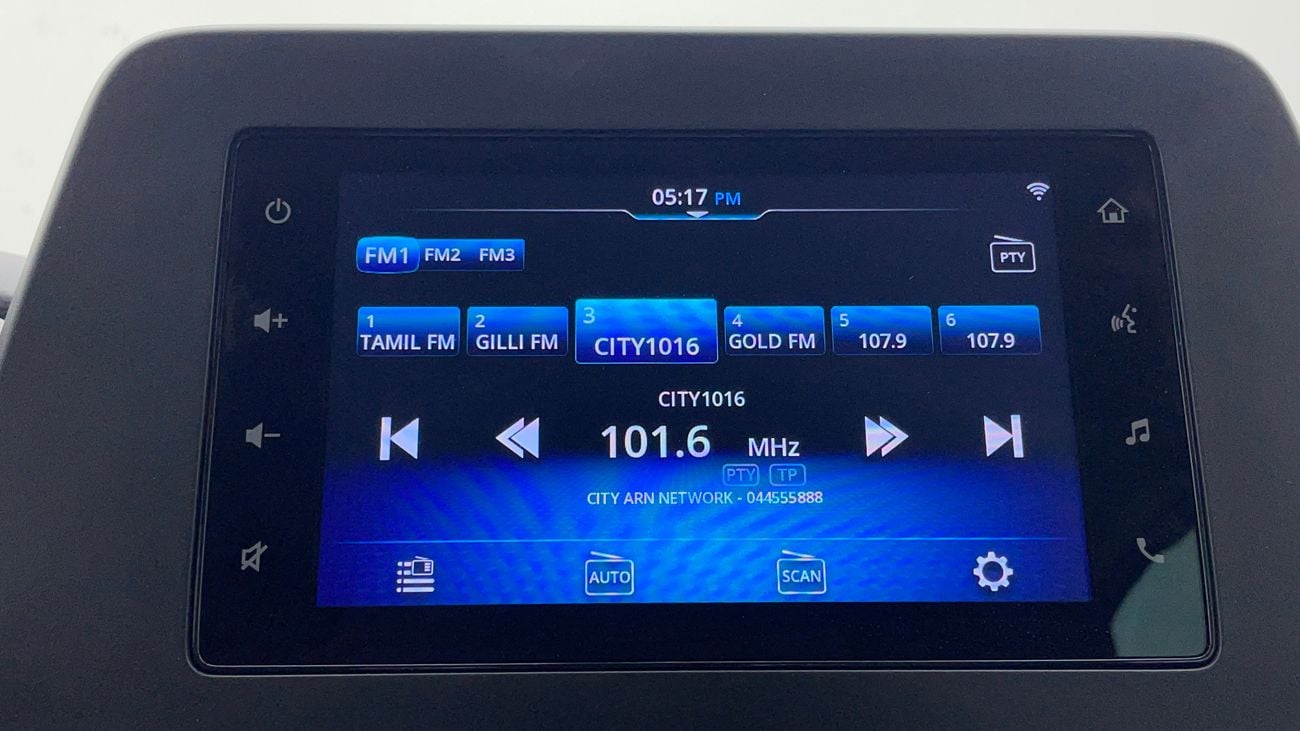 05:17 PM
FM1 FM2 FM3
PTY
1 2 3 4 5 6
TAMIL FM GILLI FM CITY1016 GOLD FM 107.9 107.9
CITY1016
101.6 MHz
PTY TP
CITY ARN NETWORK - 044555888
AUTO SCAN